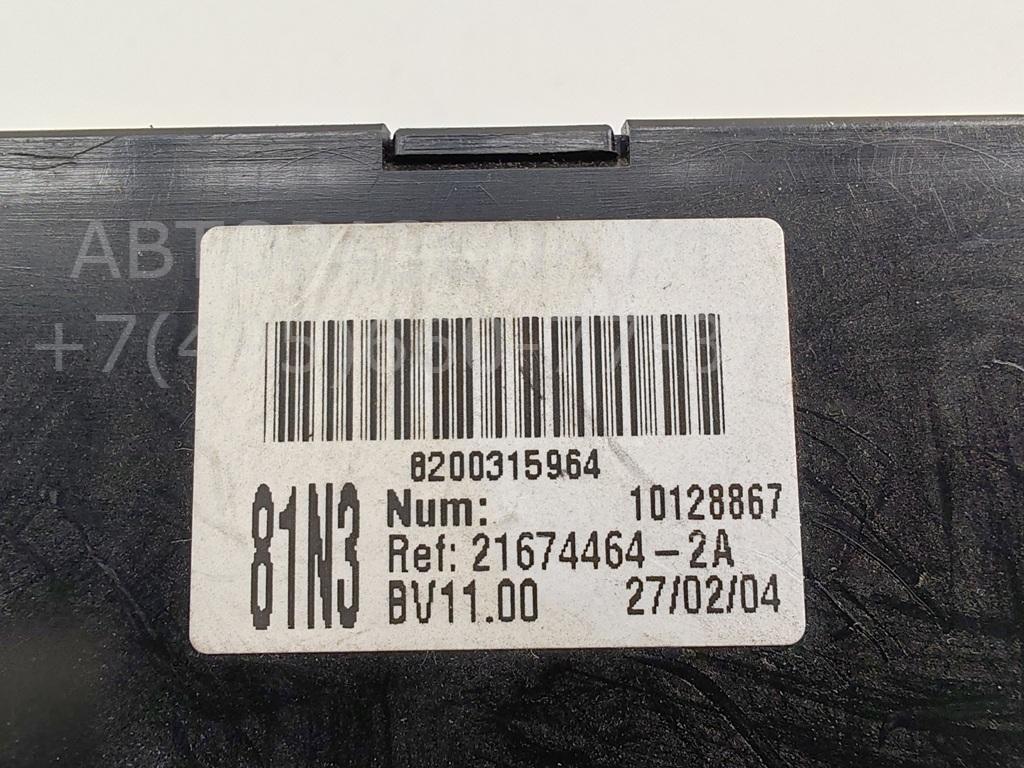 8200315964
81N3
Num: 10128867
Ref: 21674464-2A
BV11.00 27/02/04